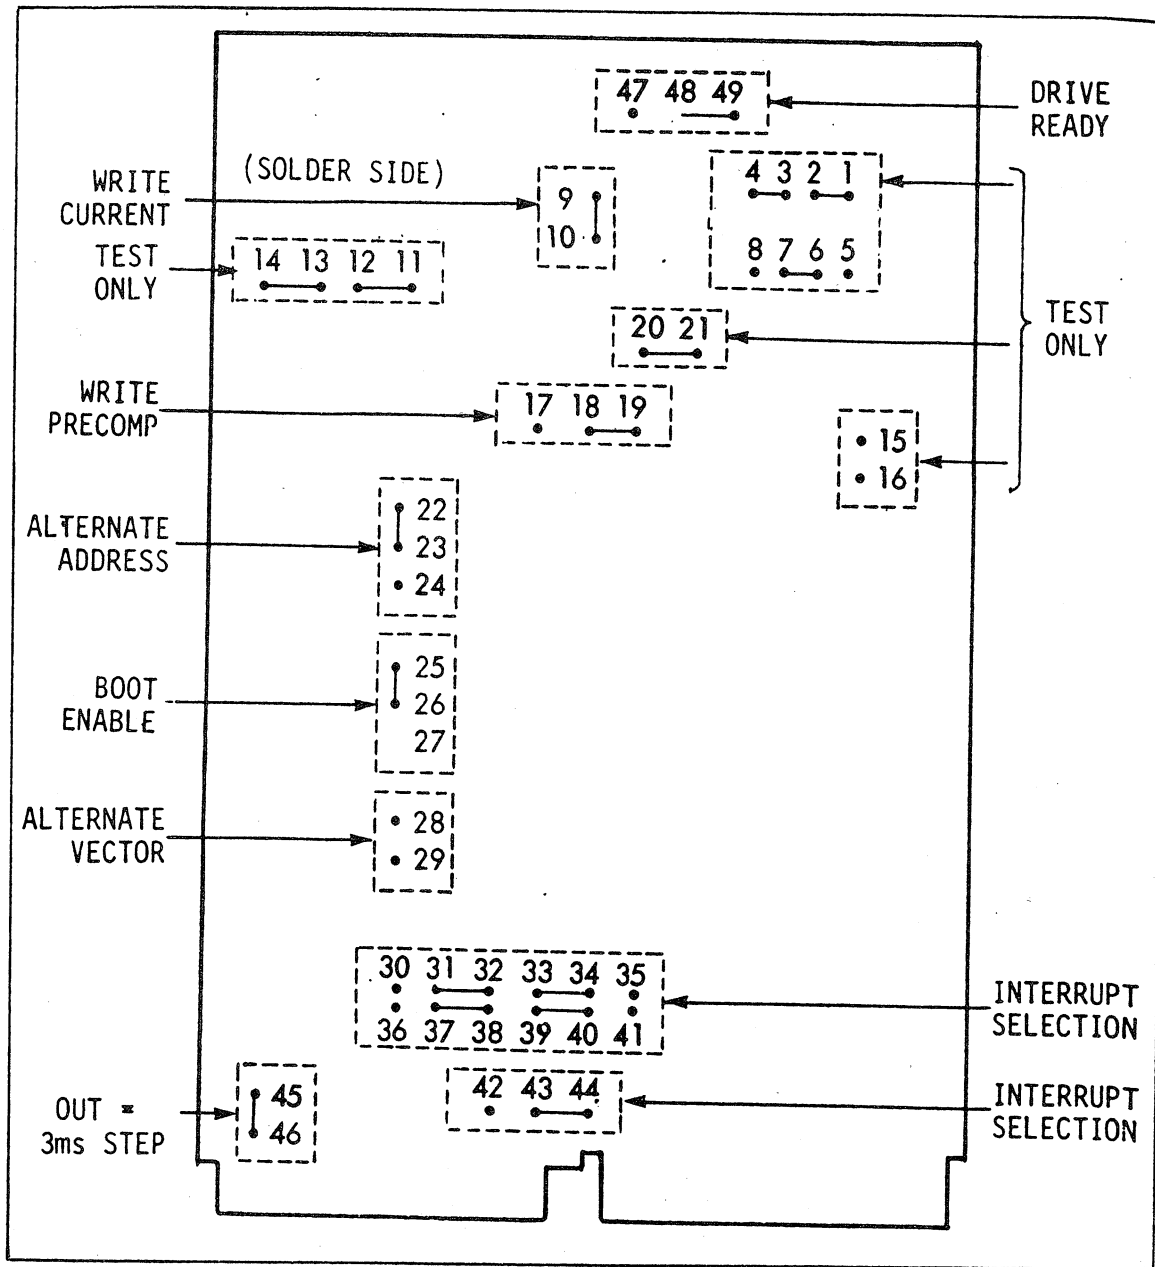 47 48 49
DRIVE
READY
(SOLDER SIDE)
WRITE
CURRENT
9
10
4 3 2 1
8 7 6 5
TEST
ONLY
14 13 12 11
20 21
TEST
ONLY
WRITE
PRECOMP
17 18 19
15
16
ALTERNATE
ADDRESS
22
23
24
BOOT
ENABLE
25
26
27
ALTERNATE
VECTOR
28
29
30 31 32 33 34 35
36 37 38 39 40 41
INTERRUPT
SELECTION
OUT =
3ms STEP
45
46
42 43 44
INTERRUPT
SELECTION